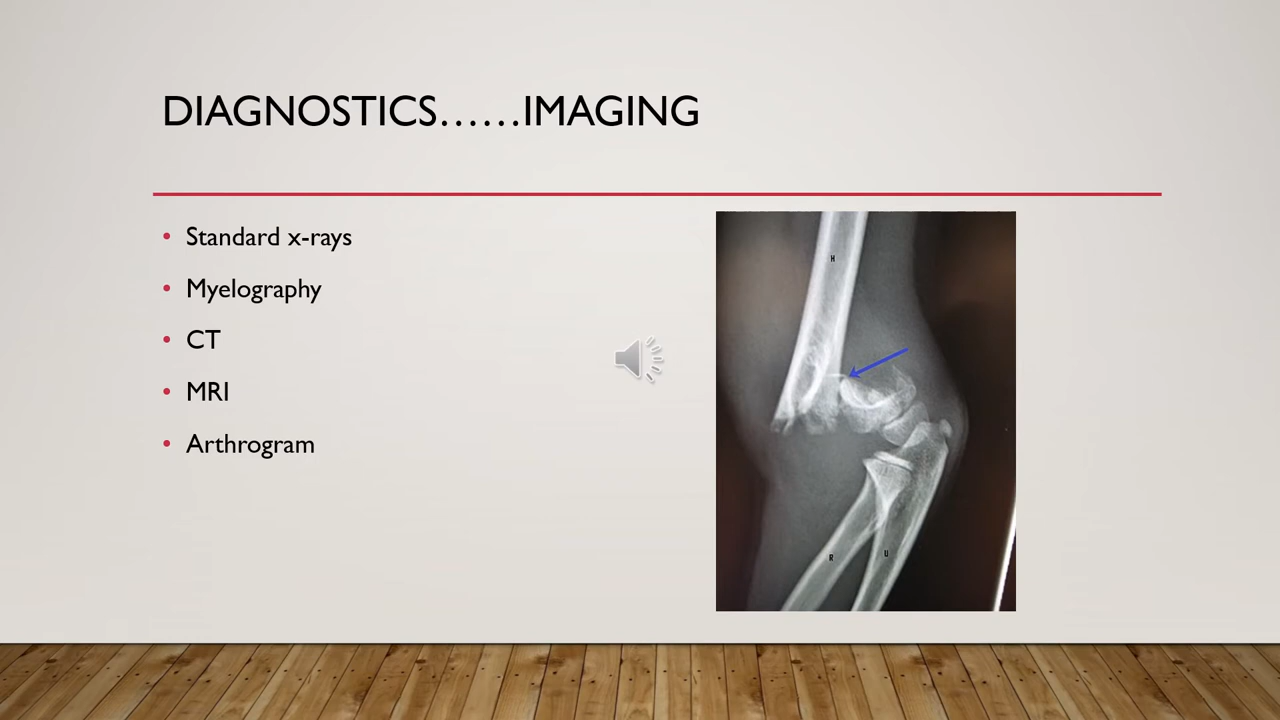 DIAGNOSTICS......IMAGING
• Standard x-rays
• Myelography
• CT
• MRI
• Arthrogram
H
R
U